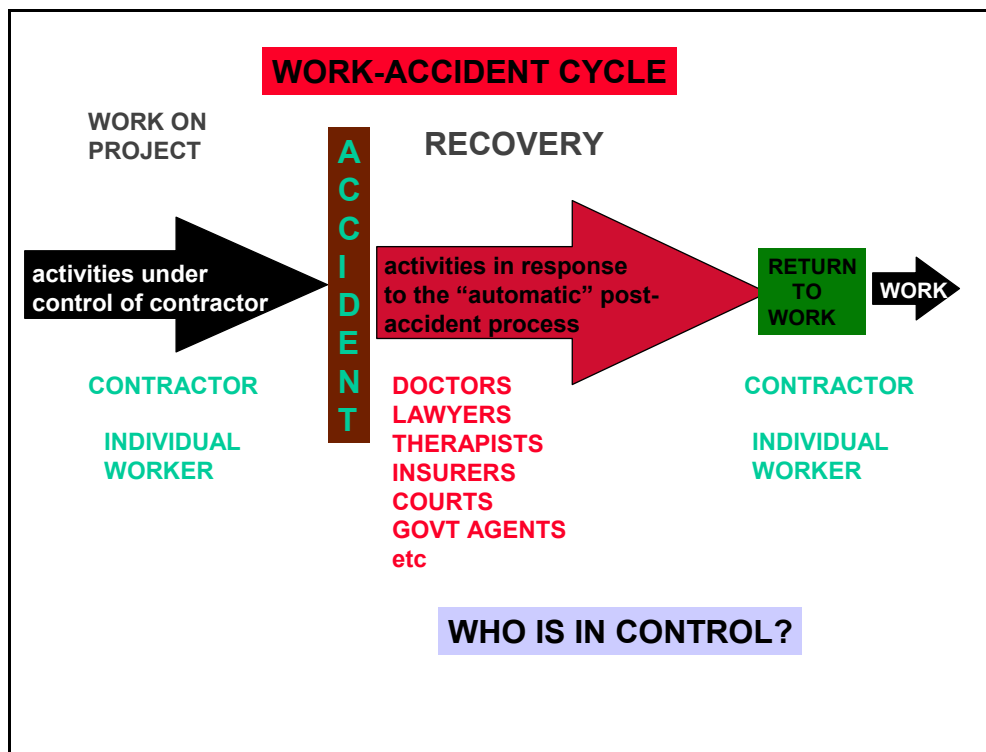 WORK-ACCIDENT CYCLE
WORK ON
PROJECT
activities under
control of contractor
CONTRACTOR
INDIVIDUAL
WORKER
A
C
C
I
D
E
N
T
RECOVERY
activities in response
to the “automatic” post-
accident process
DOCTORS
LAWYERS
THERAPISTS
INSURERS
COURTS
GOVT AGENTS
etc
RETURN
TO
WORK
WORK
CONTRACTOR
INDIVIDUAL
WORKER
WHO IS IN CONTROL?